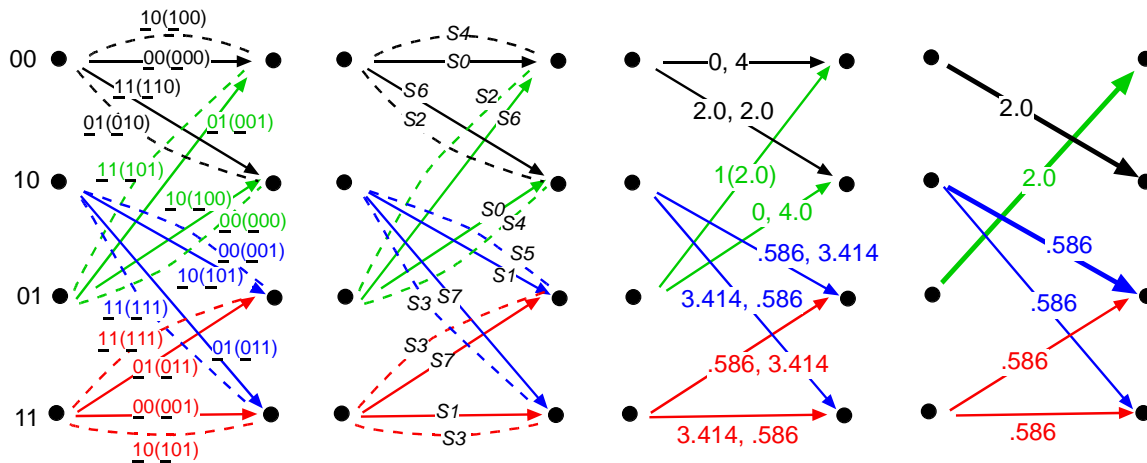 00
10
01
11
10(100)
00(000)
11(110)
01(010)
01(001)
11(101)
10(100)
00(000)
00(001)
10(101)
11(111)
01(011)
11(111)
01(011)
00(001)
10(101)
S4
S0
S6
S2
S2
S6
S0
S4
S5
S1
S7
S3
S3
S7
S1
S3
0, 4
2.0, 2.0
1(2.0)
0, 4.0
.586, 3.414
3.414, .586
.586, 3.414
3.414, .586
2.0
2.0
.586
.586
.586
.586